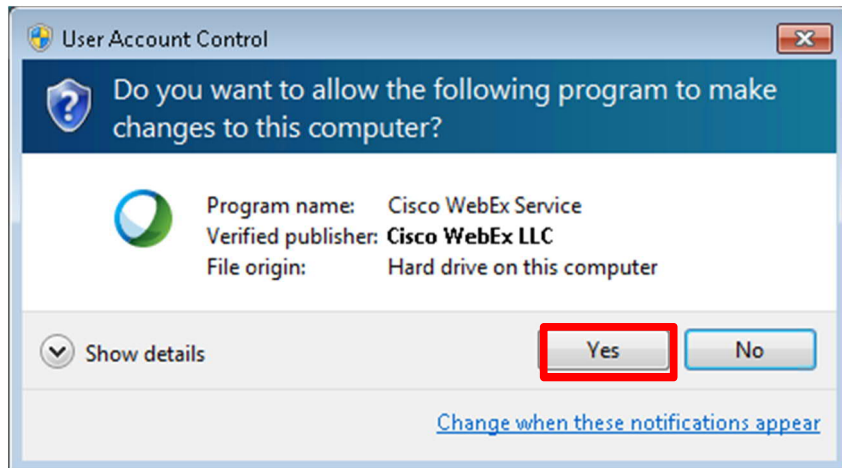 User Account Control
Do you want to allow the following program to make
changes to this computer?
Program name: Cisco WebEx Service
Verified publisher: Cisco WebEx LLC
File origin: Hard drive on this computer
Show details
Yes
No
Change when these notifications appear